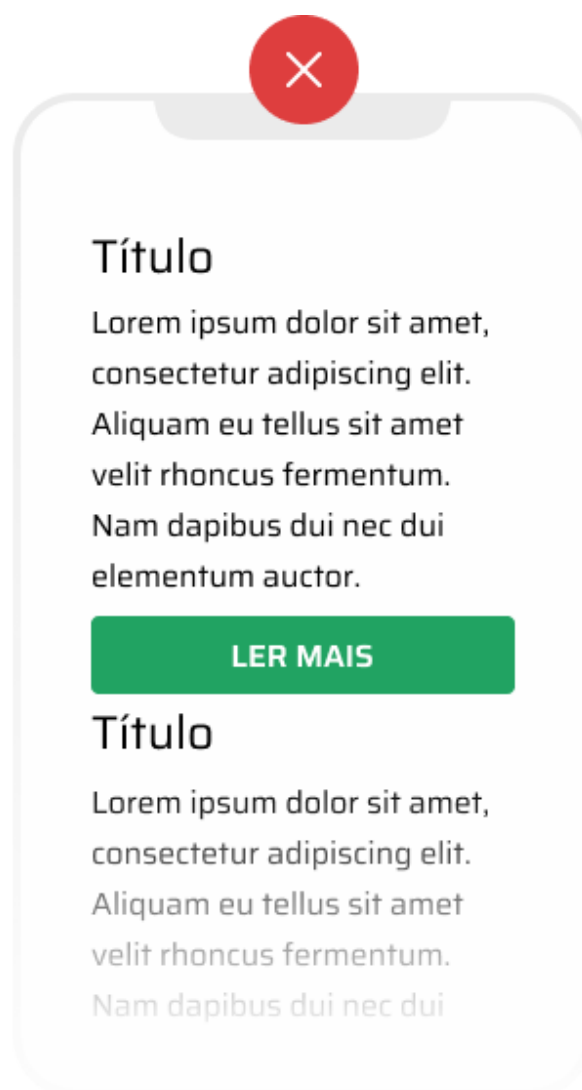 Título
Lorem ipsum dolor sit amet,
consectetur adipiscing elit.
Aliquam eu tellus sit amet
velit rhoncus fermentum.
Nam dapibus dui nec dui
elementum auctor.
LER MAIS
Título
Lorem ipsum dolor sit amet,
consectetur adipiscing elit.
Aliquam eu tellus sit amet
velit rhoncus fermentum.
Nam dapibus dui nec dui